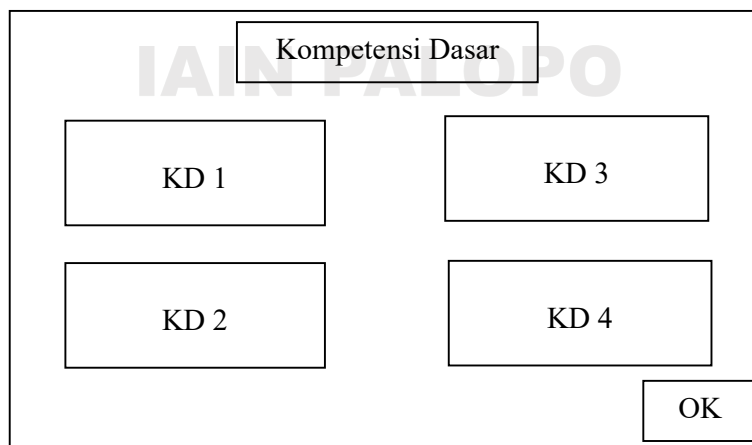 Kompetensi Dasar
IAIN PALOPO
KD 1
KD 3
KD 2
KD 4
OK